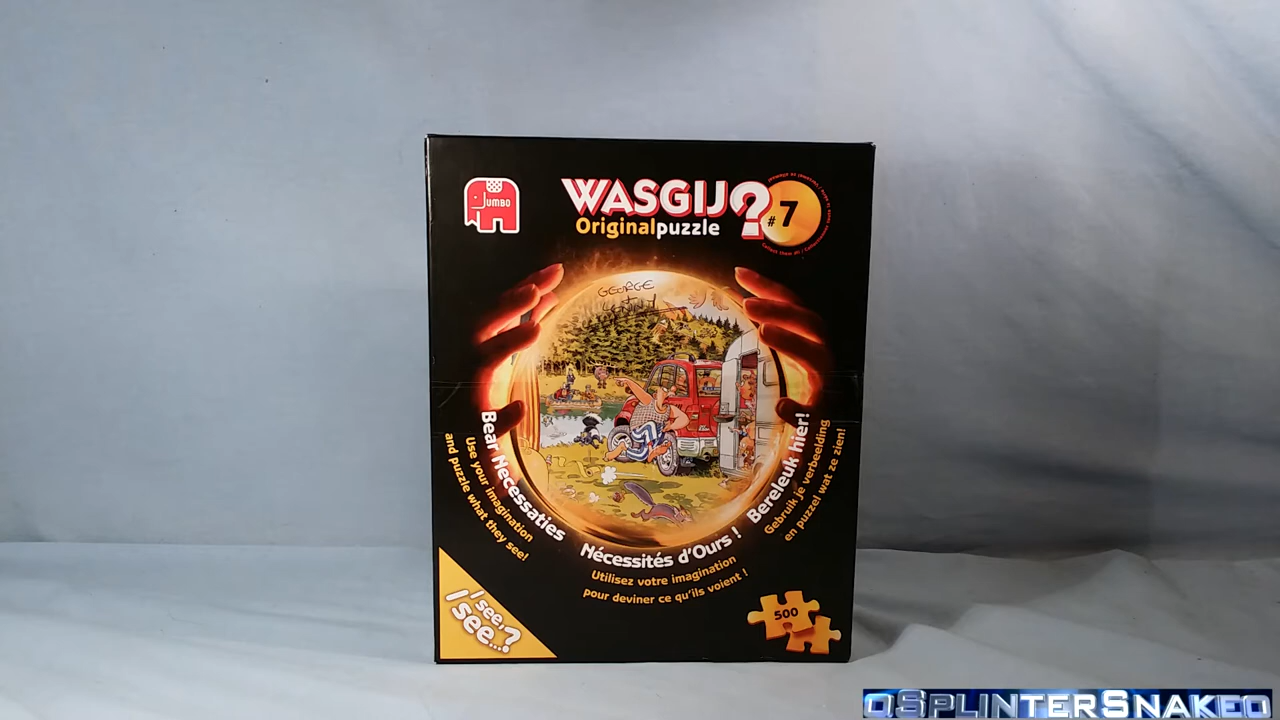 JUMBO
WASGIJ?
Originalpuzzle
#7
GEORGE
+
Bear Necessaties
Use your imagination
and puzzle what they see!
Nécessités d'Ours !
Utilisez votre imagination
pour deviner ce qu'ils voient !
Bereleuk hier!
Gebruik je verbeelding
en puzzel wat ze zien!
I see,
I see...?
500
oSplinterSnakeo